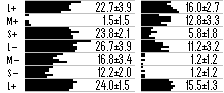 L+ 22.7±3.9 16.0±2.7
M+ 1.5±1.5 12.8±3.3
S+ 23.8±2.1 5.8±1.8
L- 26.7±3.9 11.2±3.2
M- 16.8±3.4 1.2±1.2
S- 12.2±2.0 1.2±1.2
L+ 24.0±1.5 15.5±1.3